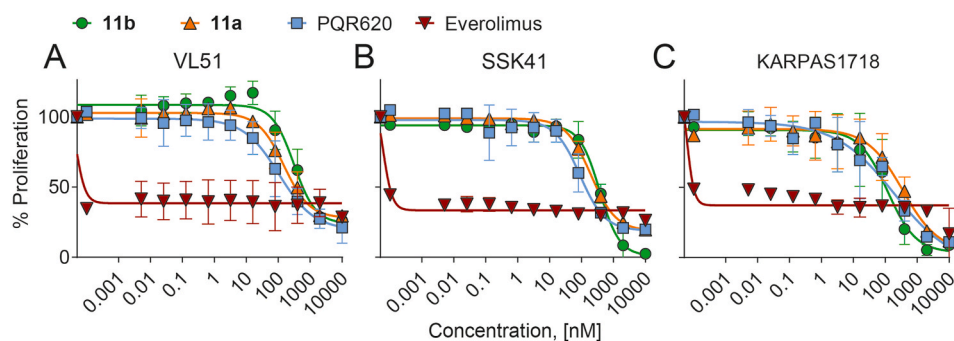 11b 11a PQR620 Everolimus
A VL51 B SSK41 C KARPAS1718
% Proliferation
100
50
0
0.001 0.01 0.1 1 10 100 1000 10000 0.001 0.01 0.1 1 10 100 1000 10000 0.001 0.01 0.1 1 10 100 1000 10000
Concentration, [nM]